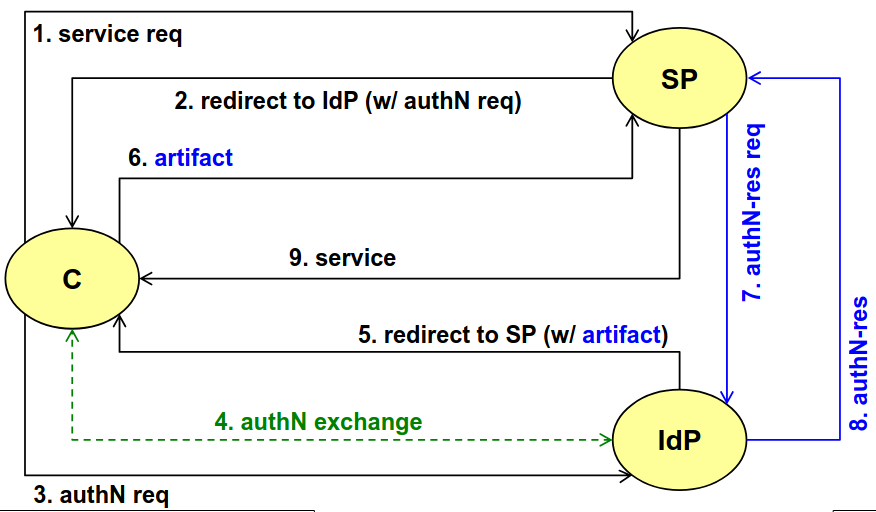 1. service req
SP
2. redirect to IdP (w/ authN req)
6. artifact
7. authN-res req
9. service
C
5. redirect to SP (w/ artifact)
8. authN-res
4. authN exchange
IdP
3. authN req